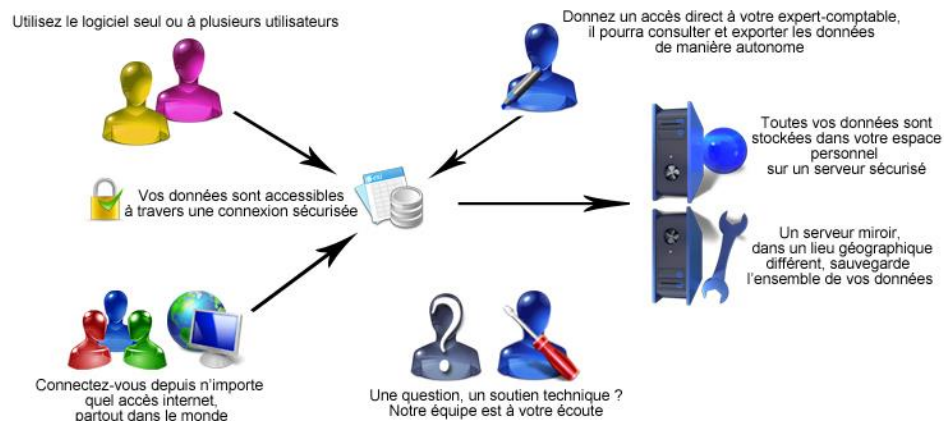 Utilisez le logiciel seul ou à plusieurs utilisateurs
Donnez un accès direct à votre expert-comptable,
il pourra consulter et exporter les données
de manière autonome
Toutes vos données sont
stockées dans votre espace
personnel
sur un serveur sécurisé
Vos données sont accessibles
à travers une connexion sécurisée
Un serveur miroir,
dans un lieu géographique
différent, sauvegarde
l'ensemble de vos données
Connectez-vous depuis n'importe
quel accès internet,
partout dans le monde
Une question, un soutien technique ?
Notre équipe est à votre écoute